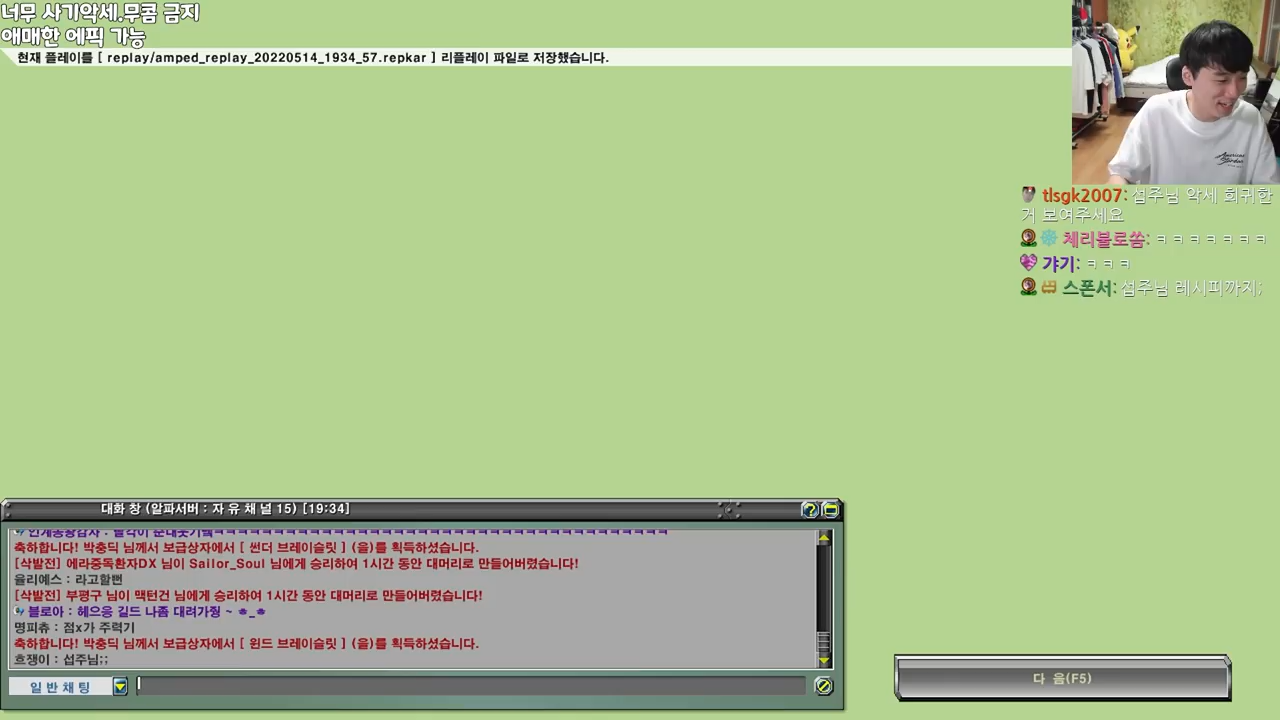 너무 사기악세,무콤 금지
애매한 에픽 가능
현재 플레이를 [ replay/amped_replay_20220514_1934_57.repkar ] 리플레이 파일로 저장했습니다.
tlsgk2007: 섭주님 악세 희귀한
거 보여주세요
체리불로쏨: ㅋㅋㅋㅋㅋㅋㅋ
갸기: ㅋㅋㅋ
스폰서: 섭주님 레시피까지;
대화 창 (알파서버 : 자 유 채 널 15) [19:34]
축하합니다! 박충딕 님께서 보급상자에서 [ 썬더 브레이슬릿 ] (을)를 획득하셨습니다.
[삭발전] 에라중독환자DX 님이 Sailor_Soul 님에게 승리하여 1시간 동안 대머리로 만들어버렸습니다!
율리예스 : 라고할뻔
[삭발전] 부평구 님이 맥턴건 님에게 승리하여 1시간 동안 대머리로 만들어버렸습니다!
블로아 : 헤으응 길드 나좀 대려가줭 ~ ㅎ_ㅎ
명피츄 : 점x가 주력기
축하합니다! 박충딕 님께서 보급상자에서 [ 윈드 브레이슬릿 ] (을)를 획득하셨습니다.
흐쟁이 : 섭주님;;
일 반 채 팅
다 음(F5)